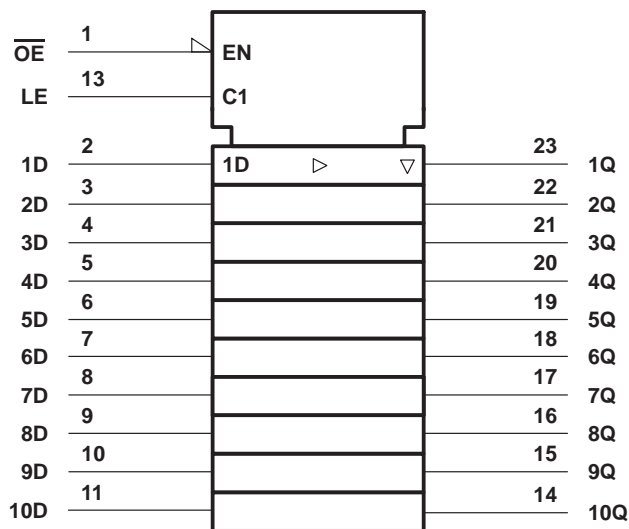 1
O̅E̅ EN
13
LE C1
2 23
1D 1D 1Q
3 22
2D 2Q
4 21
3D 3Q
5 20
4D 4Q
6 19
5D 5Q
7 18
6D 6Q
8 17
7D 7Q
9 16
8D 8Q
10 15
9D 9Q
11 14
10D 10Q